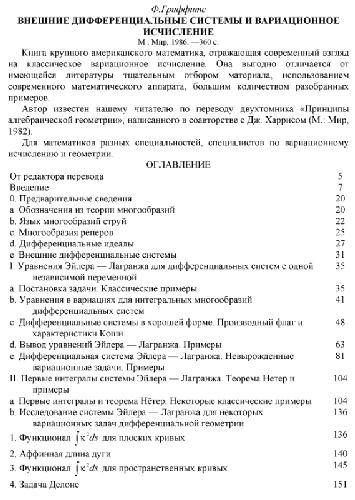 Ф.Гриффитс
ВНЕШНИЕ ДИФФЕРЕНЦИАЛЬНЫЕ СИСТЕМЫ И ВАРИАЦИОННОЕ
ИСЧИСЛЕНИЕ
М.: Мир, 1986. —360 с.
Книга крупного американского математика, отражающая современный взгляд
на классическое вариационное исчисление. Она выгодно отличается от
имеющейся литературы тщательным отбором материала, использованием
современного математического аппарата, большим количеством разобранных
примеров.
Автор известен нашему читателю по переводу двухтомника «Принципы
алгебраической геометрии», написанного в соавторстве с Дж. Харрисом (М.: Мир,
1982).
Для математиков разных специальностей, специалистов по вариационному
исчислению и геометрии.
ОГЛАВЛЕНИЕ
От редактора перевода 5
Введение 7
0. Предварительные сведения 20
a Обозначения из теории многообразий 20
b. Язык многообразий струй 22
c Многообразия реперов 25
d. Дифференциальные идеалы 27
e Внешние дифференциальные системы 31
I. Уравнения Эйлера — Лагранжа для дифференциальных систем с одной 35
независимой переменной
a Постановка задачи. Классические примеры 35
b. Уравнения в вариациях для интегральных многообразий 41
дифференциальных систем
c Дифференциальные системы в хорошей форме. Производный флаг и 48
характеристики Коши
d. Вывод уравнений Эйлера — Лагранжа. Примеры 63
e. Дифференциальная система Эйлера — Лагранжа. Невырожденные 81
вариационные задачи. Примеры
II Первые интегралы системы Эйлера — Лагранжа. Теорема Нетер и 104
примеры
a Первые интегралы и теорема Нётер. Некоторые классические примеры 104
b. Исследование системы Эйлера — Лагранжа для некоторых 136
вариационных задач дифференциальной геометрии
1. Функционал ∫ϰ²ds для плоских кривых 136
2. Аффинная длина дуги 140
3. Функционал ∫ϰ²ds для пространственных кривых 145
4. Задача Делоне 151